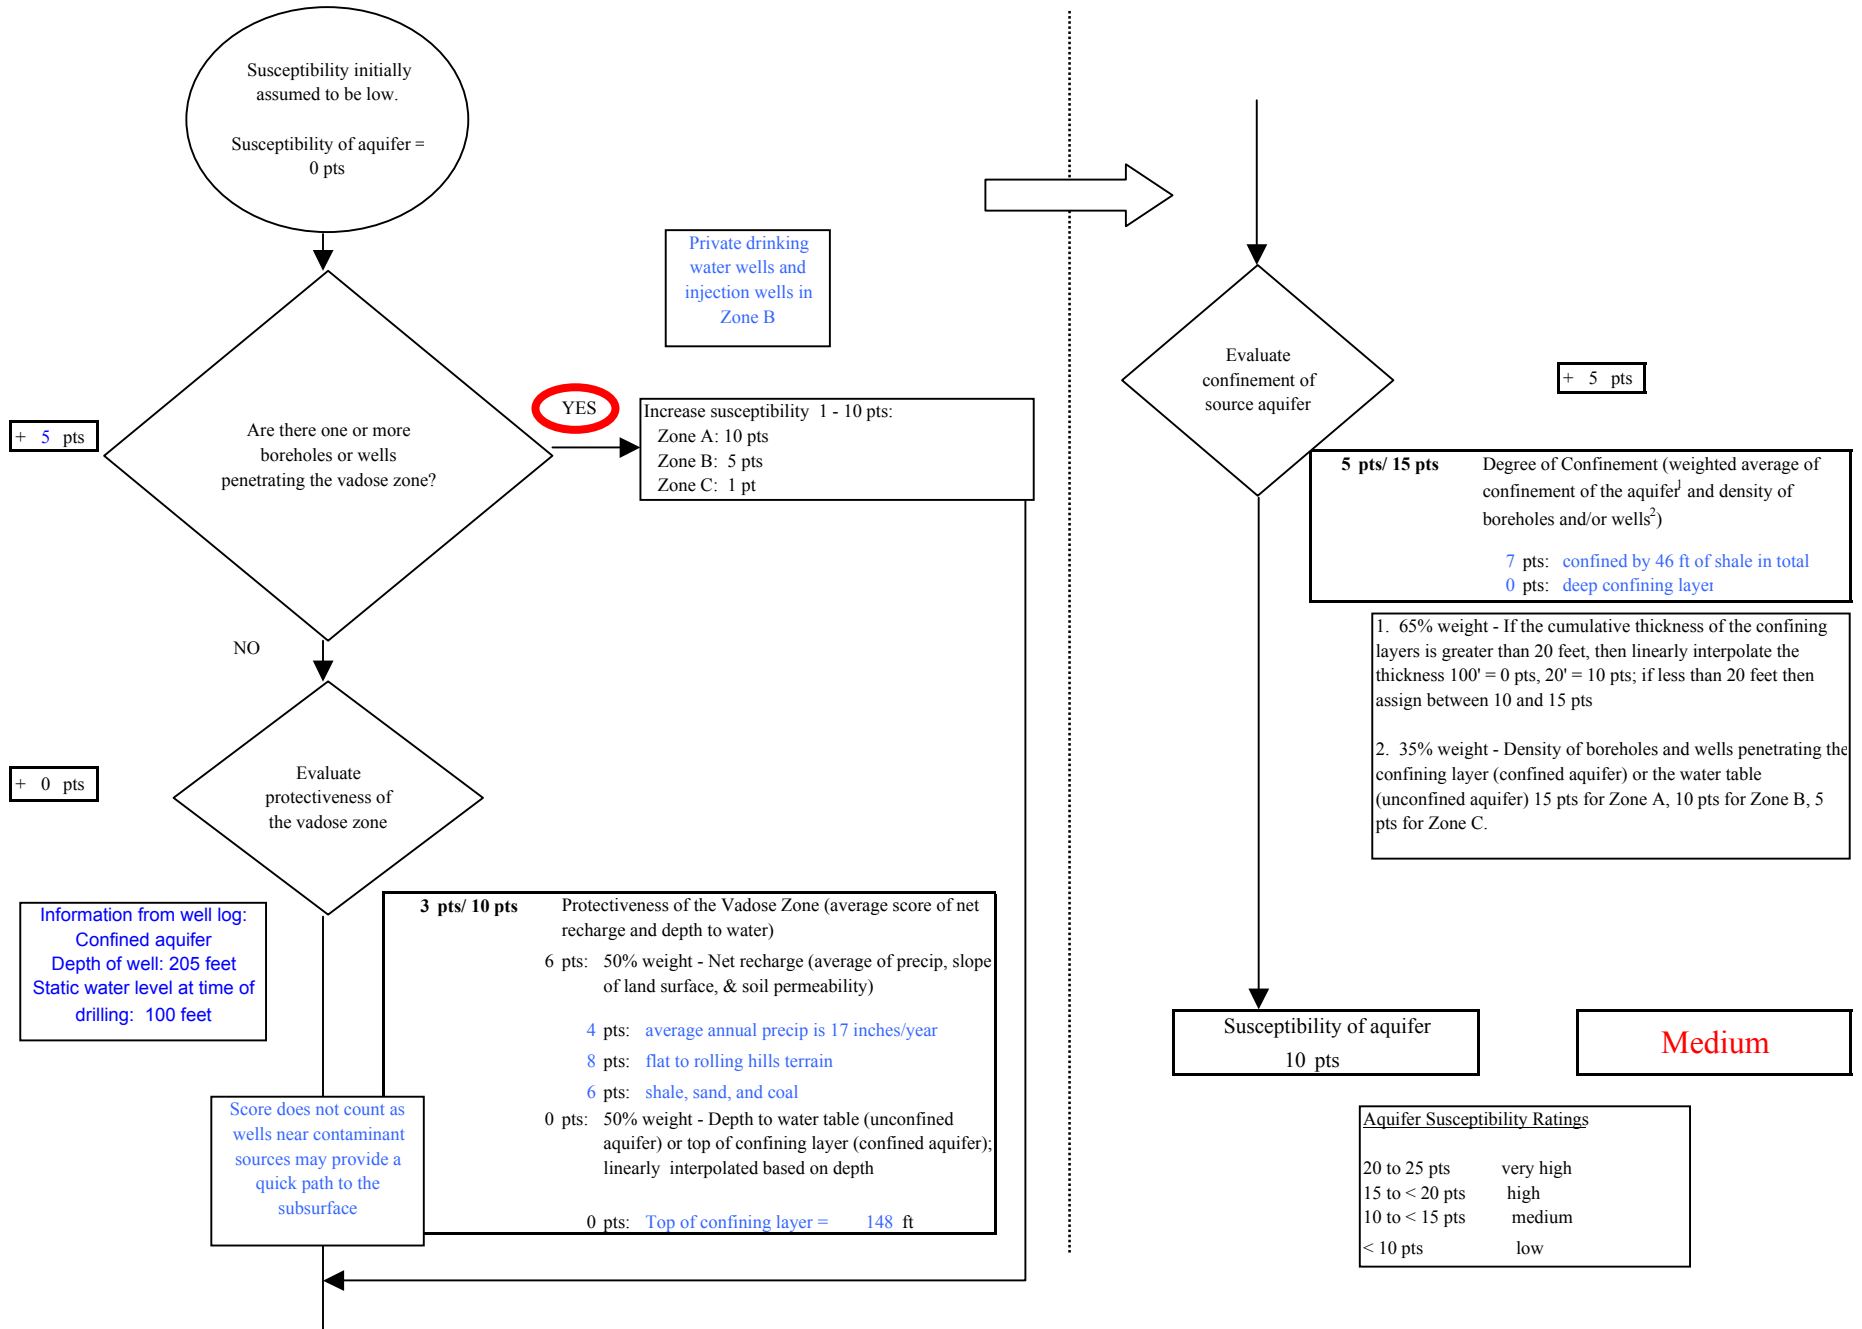 Susceptibility initially
assumed to be low.
Susceptibility of aquifer =
0 pts
Private drinking
water wells and
injection wells in
Zone B
YES
+ 5 pts
Are there one or more
boreholes or wells
penetrating the vadose zone?
Increase susceptibility 1 - 10 pts:
Zone A: 10 pts
Zone B: 5 pts
Zone C: 1 pt
NO
+ 0 pts
Evaluate
protectiveness of
the vadose zone
Information from well log:
Confined aquifer
Depth of well: 205 feet
Static water level at time of
drilling: 100 feet
3 pts/ 10 pts Protectiveness of the Vadose Zone (average score of net
recharge and depth to water)
6 pts: 50% weight - Net recharge (average of precip, slope
of land surface, & soil permeability)
4 pts: average annual precip is 17 inches/year
8 pts: flat to rolling hills terrain
6 pts: shale, sand, and coal
0 pts: 50% weight - Depth to water table (unconfined
aquifer) or top of confining layer (confined aquifer);
linearly interpolated based on depth
0 pts: Top of confining layer = 148 ft
Score does not count as
wells near contaminant
sources may provide a
quick path to the
subsurface
Evaluate
confinement of
source aquifer
+ 5 pts
5 pts/ 15 pts Degree of Confinement (weighted average of
confinement of the aquifer1 and density of
boreholes and/or wells2)
7 pts: confined by 46 ft of shale in total
0 pts: deep confining layer
1. 65% weight - If the cumulative thickness of the confining
layers is greater than 20 feet, then linearly interpolate the
thickness 100' = 0 pts, 20' = 10 pts; if less than 20 feet then
assign between 10 and 15 pts
2. 35% weight - Density of boreholes and wells penetrating the
confining layer (confined aquifer) or the water table
(unconfined aquifer) 15 pts for Zone A, 10 pts for Zone B, 5
pts for Zone C.
Susceptibility of aquifer
10 pts
Medium
Aquifer Susceptibility Ratings
20 to 25 pts very high
15 to < 20 pts high
10 to < 15 pts medium
< 10 pts low